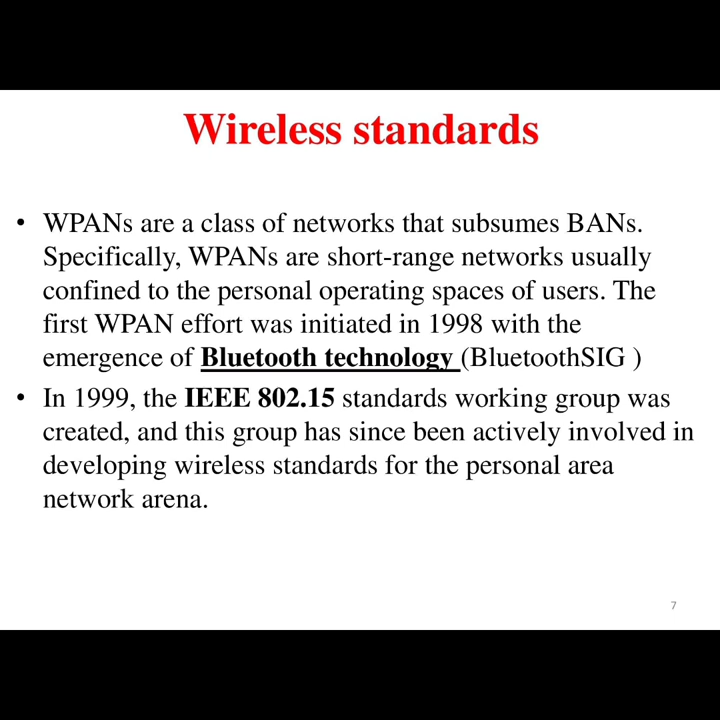 Wireless standards
• WPANs are a class of networks that subsumes BANs.
Specifically, WPANs are short-range networks usually
confined to the personal operating spaces of users. The
first WPAN effort was initiated in 1998 with the
emergence of Bluetooth technology (BluetoothSIG )
• In 1999, the IEEE 802.15 standards working group was
created, and this group has since been actively involved in
developing wireless standards for the personal area
network arena.
7